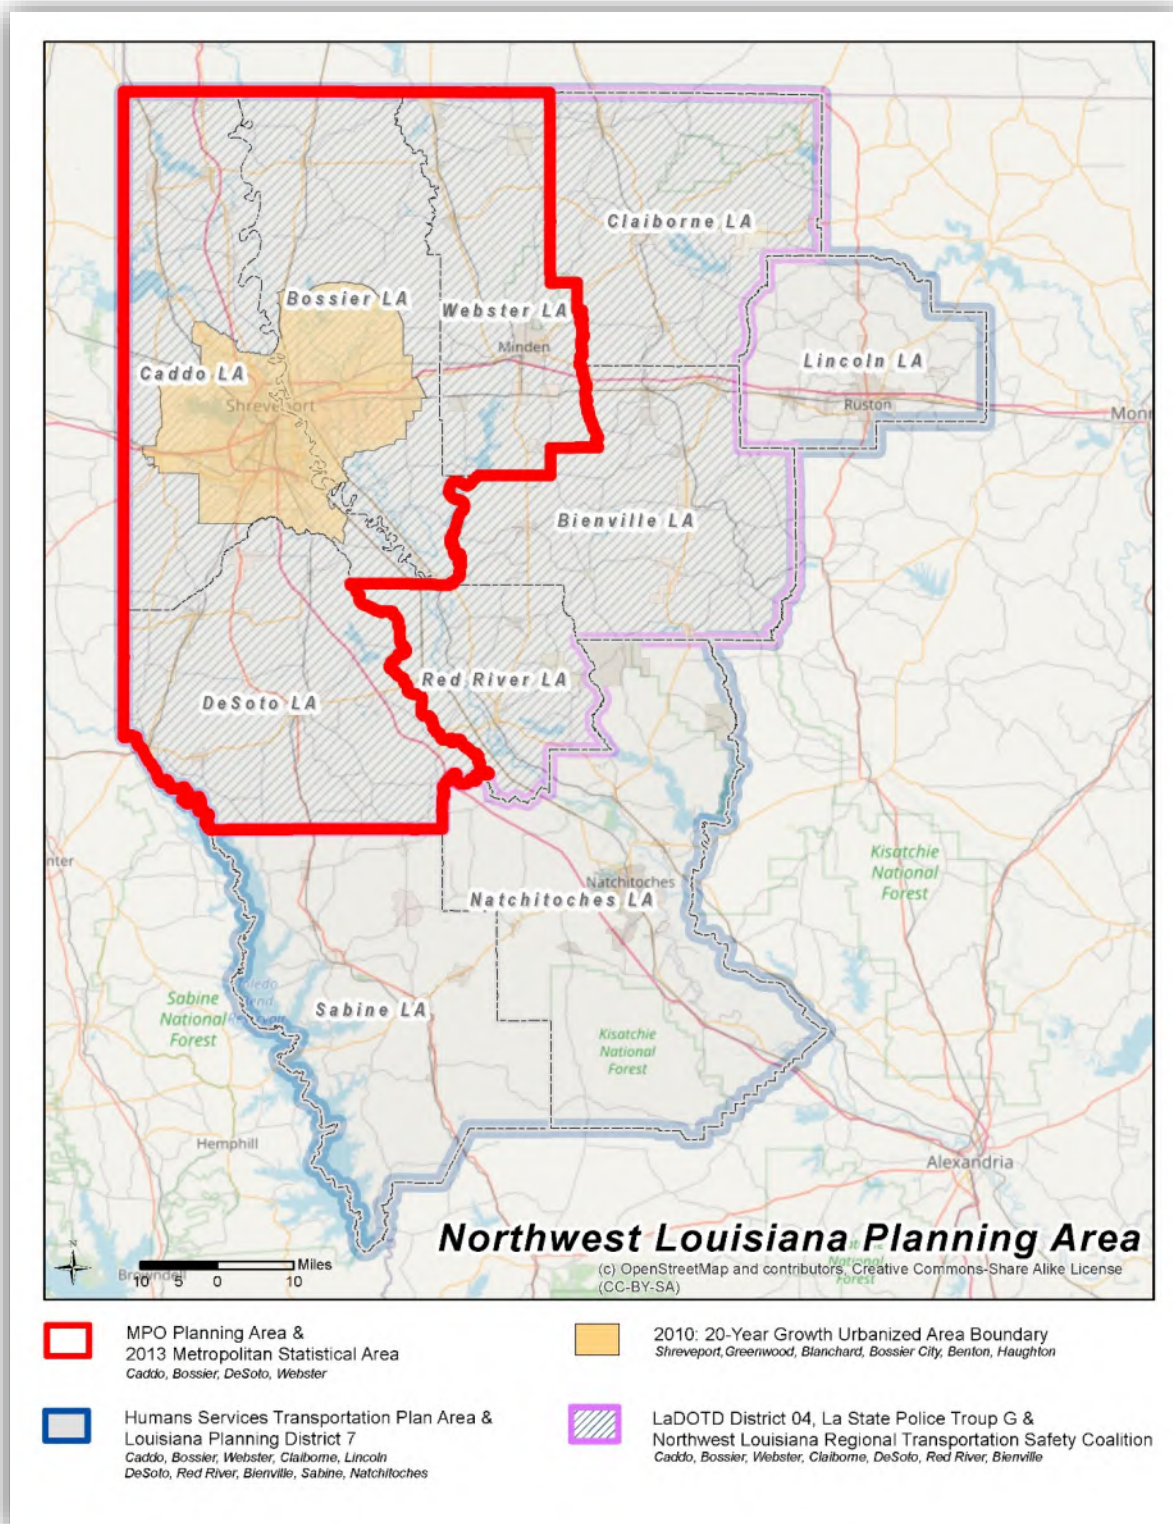 Claiborne LA
Bossier LA
Webster LA
Minden
Caddo LA
Lincoln LA
Shreveport
Ruston
Bienville LA
Red River LA
DeSoto LA
Kisatchie
National
Forest
Natchitoches
Natchitoches LA
Sabine
National
Forest
Sabine LA
Kisatchie
National
Forest
Hemphill
Alexandria
Northwest Louisiana Planning Area
N
Miles
10 5 0 10
(c) OpenStreetMap and contributors, Creative Commons-Share Alike License
(CC-BY-SA)
National
Forest
MPO Planning Area &
2013 Metropolitan Statistical Area
Caddo, Bossier, DeSoto, Webster
2010: 20-Year Growth Urbanized Area Boundary
Shreveport, Greenwood, Blanchard, Bossier City, Benton, Haughton
Humans Services Transportation Plan Area &
Louisiana Planning District 7
Caddo, Bossier, Webster, Claiborne, Lincoln
DeSoto, Red River, Bienville, Sabine, Natchitoches
LaDOTD District 04, La State Police Troup G &
Northwest Louisiana Regional Transportation Safety Coalition
Caddo, Bossier, Webster, Claiborne, DeSoto, Red River, Bienville